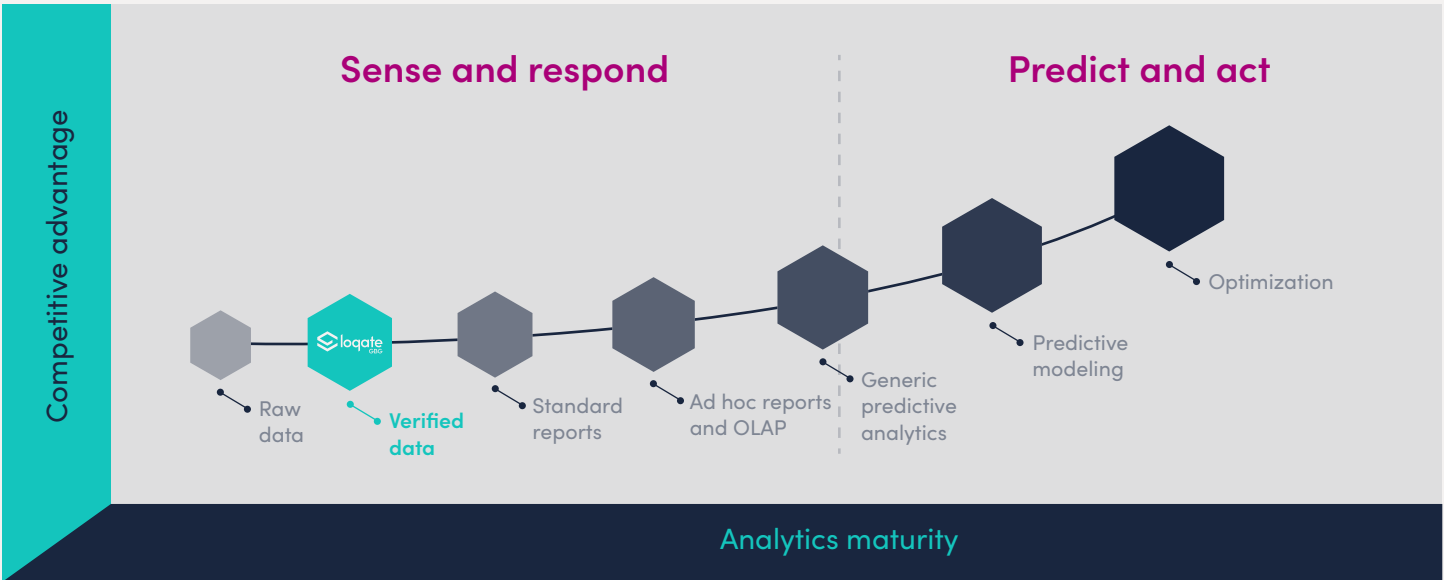 Sense and respond
Predict and act
Competitive advantage
loqate
GBG
Raw
data
Verified
data
Standard
reports
Ad hoc reports
and OLAP
Generic
predictive
analytics
Predictive
modeling
Optimization
Analytics maturity